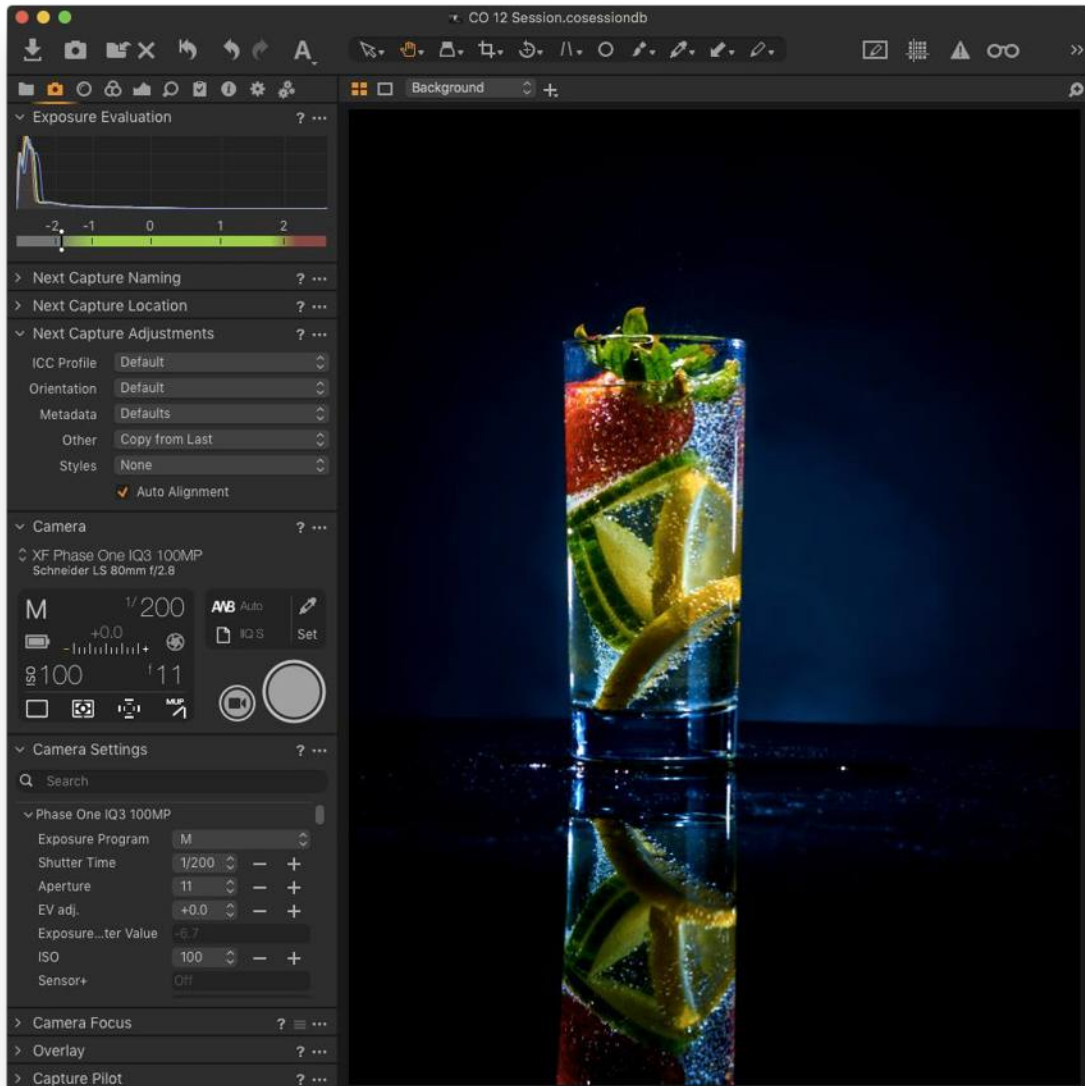 CO 12 Session.cosessiondb
A
Background
Exposure Evaluation ? ...
-2 -1 0 1 2
Next Capture Naming ? ...
Next Capture Location ? ...
Next Capture Adjustments ? ...
ICC Profile Default
Orientation Default
Metadata Defaults
Other Copy from Last
Styles None
Auto Alignment
Camera ? ...
XF Phase One IQ3 100MP
Schneider LS 80mm f/2.8
M 1/200 AWB Auto
+0.0 IIQ S Set
ISO 100 f 11
MUP
Camera Settings ? ...
Search
Phase One IQ3 100MP
Exposure Program M
Shutter Time 1/200 − +
Aperture 11 − +
EV adj. +0.0 − +
Exposure...ter Value -6.7
ISO 100 − +
Sensor+ Off
Camera Focus ? ...
Overlay ? ...
Capture Pilot ? ...